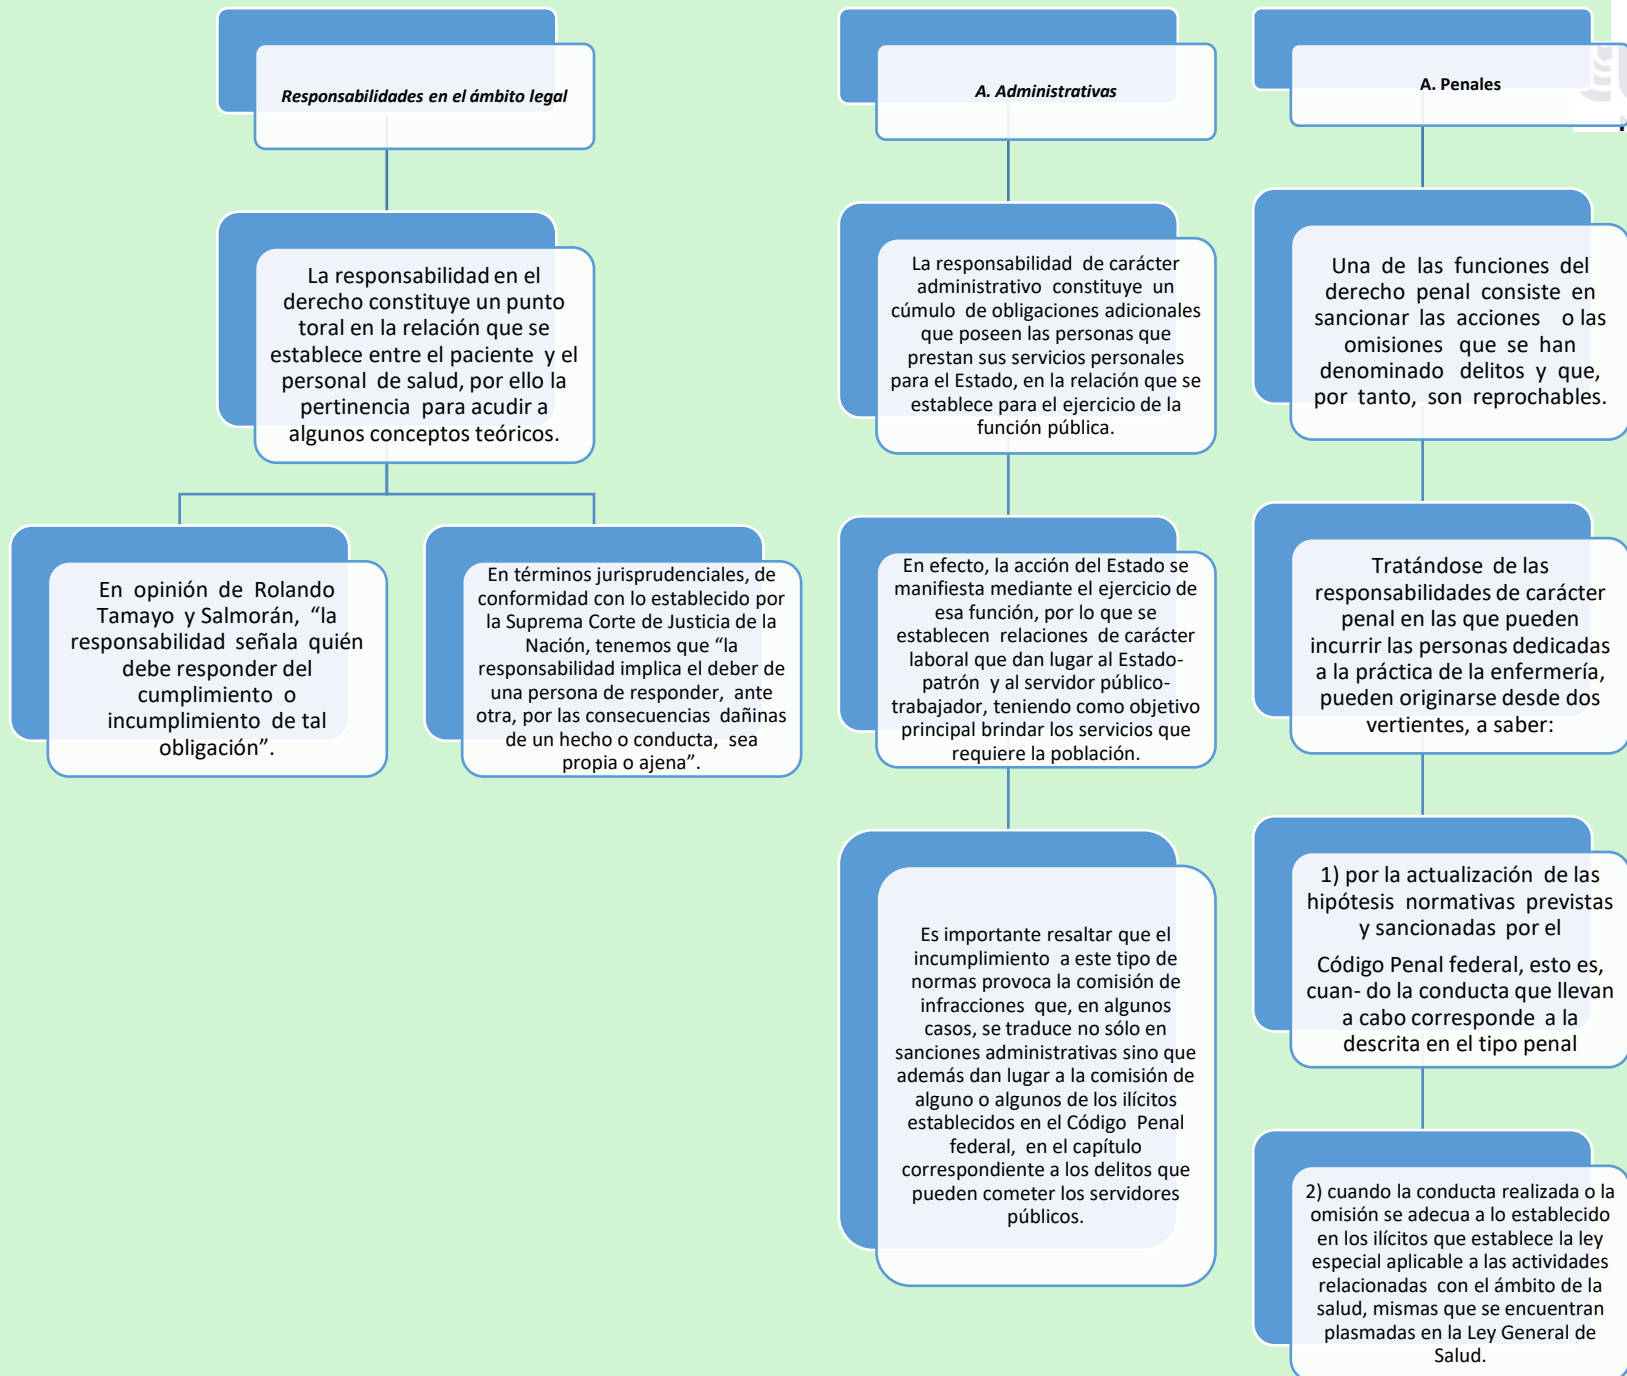 Responsabilidades en el ámbito legal
La responsabilidad en el
derecho constituye un punto
toral en la relación que se
establece entre el paciente y el
personal de salud, por ello la
pertinencia para acudir a
algunos conceptos teóricos.
En opinión de Rolando
Tamayo y Salmorán, “la
responsabilidad señala quién
debe responder del
cumplimiento o
incumplimiento de tal
obligación”.
En términos jurisprudenciales, de
conformidad con lo establecido por
la Suprema Corte de Justicia de la
Nación, tenemos que “la
responsabilidad implica el deber de
una persona de responder, ante
otra, por las consecuencias dañinas
de un hecho o conducta, sea
propia o ajena”.
A. Administrativas
La responsabilidad de carácter
administrativo constituye un
cúmulo de obligaciones adicionales
que poseen las personas que
prestan sus servicios personales
para el Estado, en la relación que se
establece para el ejercicio de la
función pública.
En efecto, la acción del Estado se
manifiesta mediante el ejercicio de
esa función, por lo que se
establecen relaciones de carácter
laboral que dan lugar al Estado-
patrón y al servidor público-
trabajador, teniendo como objetivo
principal brindar los servicios que
requiere la población.
Es importante resaltar que el
incumplimiento a este tipo de
normas provoca la comisión de
infracciones que, en algunos
casos, se traduce no sólo en
sanciones administrativas sino que
además dan lugar a la comisión de
alguno o algunos de los ilícitos
establecidos en el Código Penal
federal, en el capítulo
correspondiente a los delitos que
pueden cometer los servidores
públicos.
A. Penales
Una de las funciones del
derecho penal consiste en
sancionar las acciones o las
omisiones que se han
denominado delitos y que,
por tanto, son reprochables.
Tratándose de las
responsabilidades de carácter
penal en las que pueden
incurrir las personas dedicadas
a la práctica de la enfermería,
pueden originarse desde dos
vertientes, a saber:
1) por la actualización de las
hipótesis normativas previstas
y sancionadas por el
Código Penal federal, esto es,
cuan- do la conducta que llevan
a cabo corresponde a la
descrita en el tipo penal
2) cuando la conducta realizada o la
omisión se adecua a lo establecido
en los ilícitos que establece la ley
especial aplicable a las actividades
relacionadas con el ámbito de la
salud, mismas que se encuentran
plasmadas en la Ley General de
Salud.